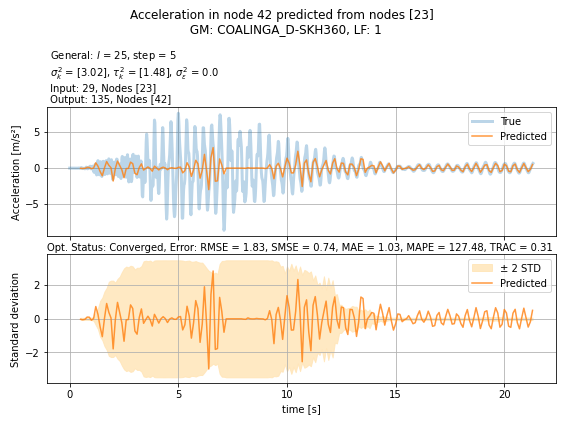 Acceleration in node 42 predicted from nodes [23]
GM: COALINGA_D-SKH360, LF: 1
General: l = 25, step = 5
σ²ₖ = [3.02], τ²ₖ = [1.48], σ²ε = 0.0
Input: 29, Nodes [23]
Output: 135, Nodes [42]
Acceleration [m/s²]
5
0
−5
True
Predicted
Opt. Status: Converged, Error: RMSE = 1.83, SMSE = 0.74, MAE = 1.03, MAPE = 127.48, TRAC = 0.31
Standard deviation
2
0
−2
± 2 STD
Predicted
0 5 10 15 20
time [s]